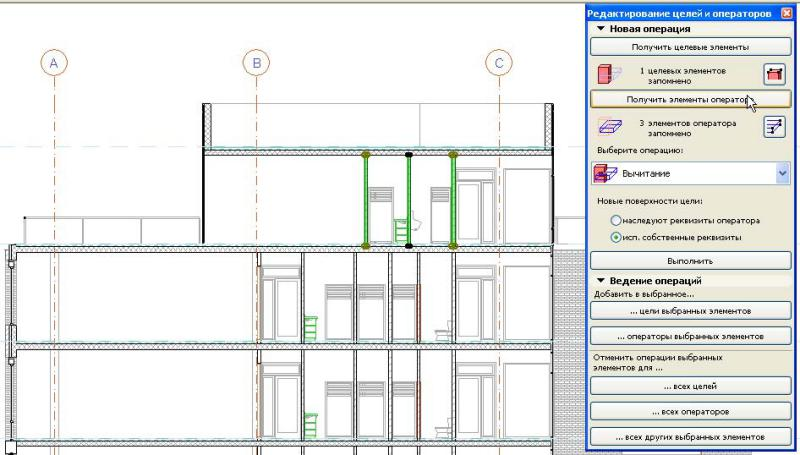 A
B
C
Редактирование целей и операторов
Новая операция
Получить целевые элементы
1 целевых элементов
запомнено
Получить элементы оператор
3 элементов оператора
запомнено
Выберите операцию:
Вычитание
Новые поверхности цели:
наследуют реквизиты оператора
исп. собственные реквизиты
Выполнить
Ведение операций
Добавить в выбранное...
... цели выбранных элементов
... операторы выбранных элементов
Отменить операции выбранных
элементов для ...
... всех целей
... всех операторов
... всех других выбранных элементов